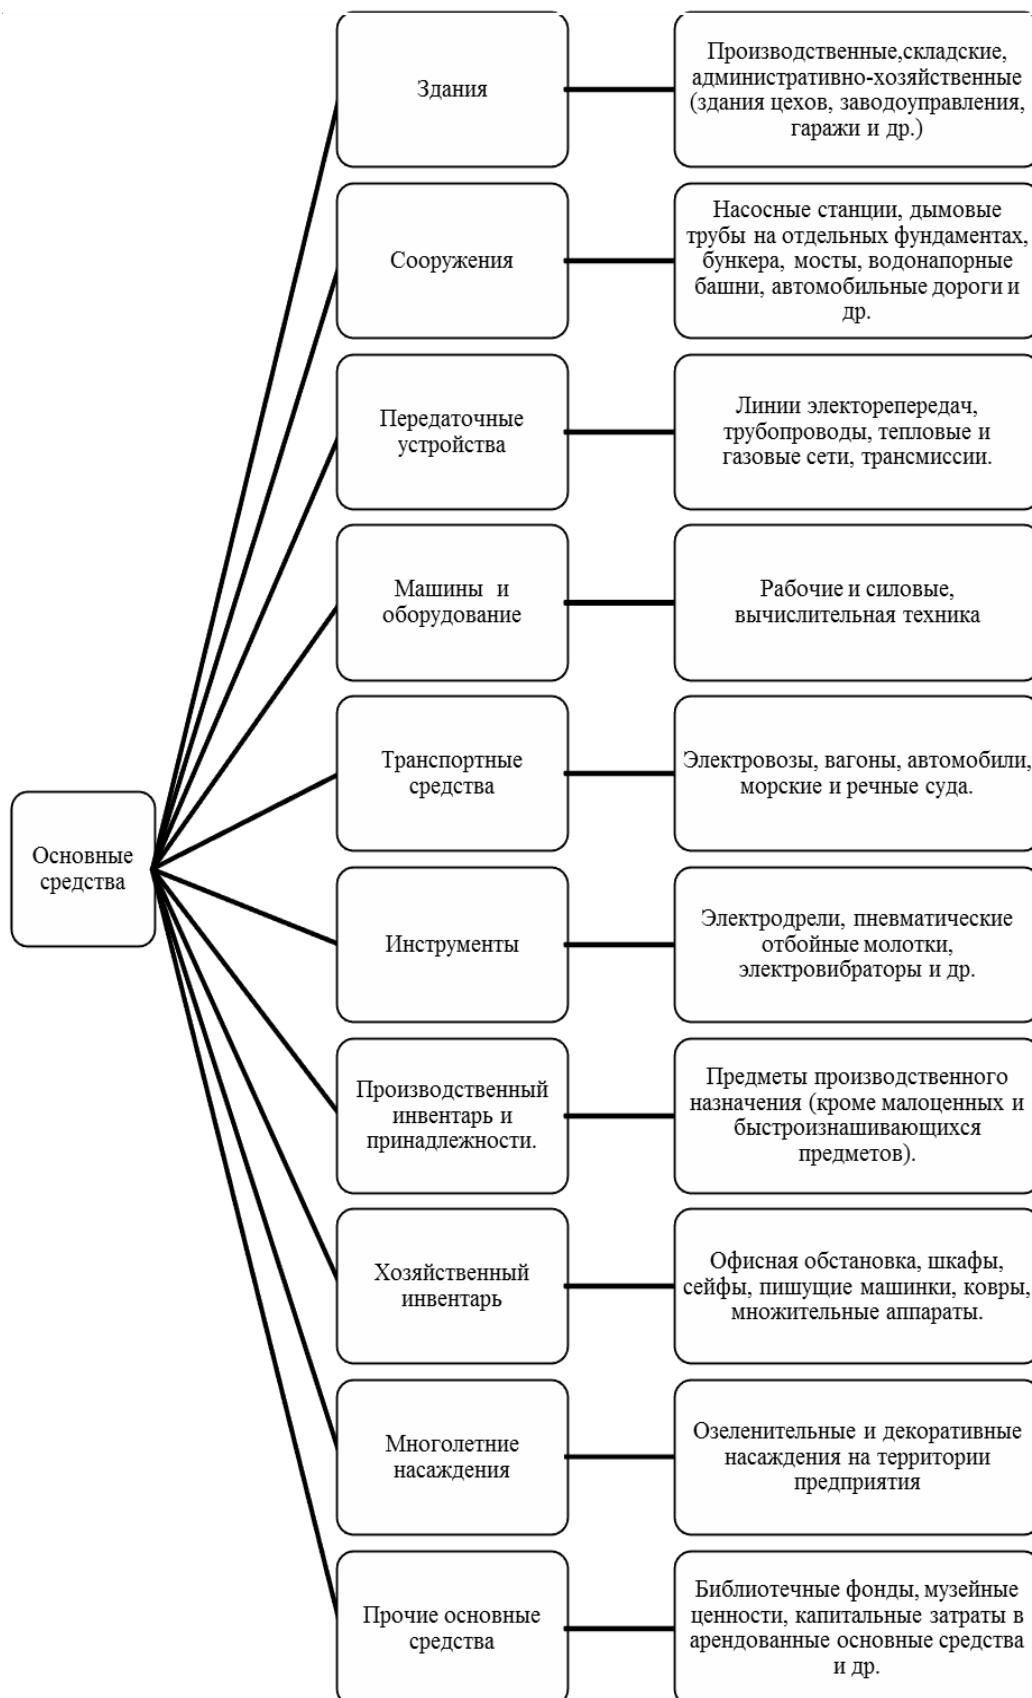 Здания
Производственные,складские,
административно-хозяйственные
(здания цехов, заводоуправления,
гаражи и др.)
Сооружения
Насосные станции, дымовые
трубы на отдельных фундаментах,
бункера, мосты, водонапорные
башни, автомобильные дороги и
др.
Передаточные
устройства
Линии электорепередач,
трубопроводы, тепловые и
газовые сети, трансмиссии.
Машины и
оборудование
Рабочие и силовые,
вычислительная техника
Транспортные
средства
Электровозы, вагоны, автомобили,
морские и речные суда.
Основные
средства
Инструменты
Электродрели, пневматические
отбойные молотки,
электровибраторы и др.
Производственный
инвентарь и
принадлежности.
Предметы производственного
назначения (кроме малоценных и
быстроизнашивающихся
предметов).
Хозяйственный
инвентарь
Офисная обстановка, шкафы,
сейфы, пишущие машинки, ковры,
множительные аппараты.
Многолетние
насаждения
Озеленительные и декоративные
насаждения на территории
предприятия
Прочие основные
средства
Библиотечные фонды, музейные
ценности, капитальные затраты в
арендованные основные средства
и др.